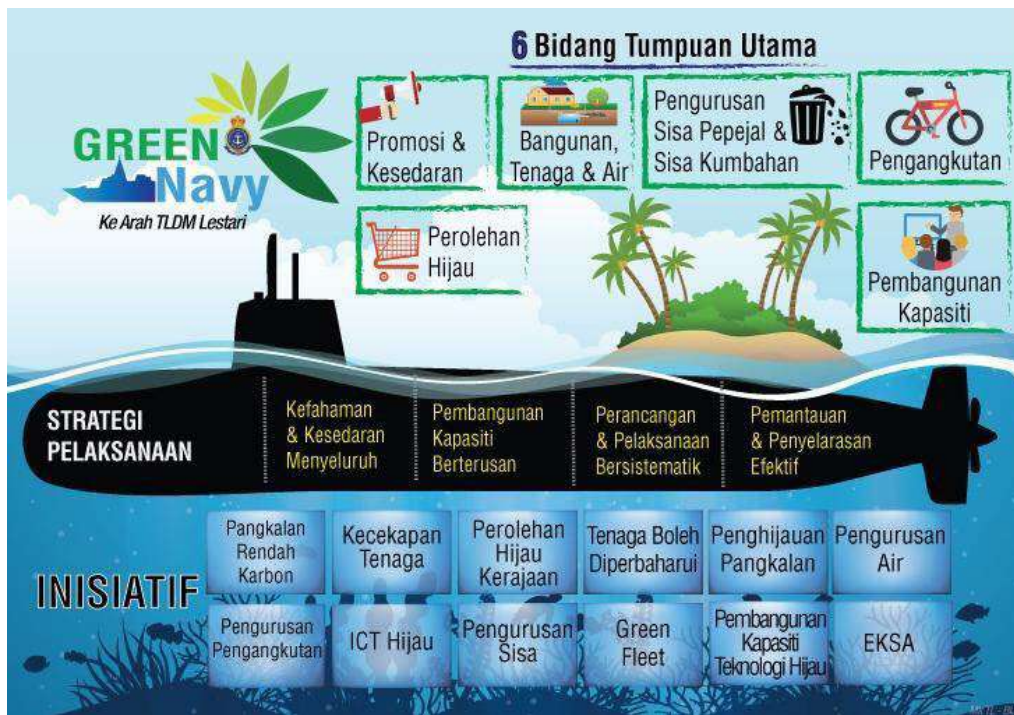 6 Bidang Tumpuan Utama
GREEN
Navy
Ke Arah TLDM Lestari
Promosi &
Kesedaran
Bangunan,
Tenaga & Air
Pengurusan
Sisa Pepejal &
Sisa Kumbahan
Pengangkutan
Perolehan
Hijau
Pembangunan
Kapasiti
STRATEGI
PELAKSANAAN
Kefahaman
& Kesedaran
Menyeluruh
Pembangunan
Kapasiti
Berterusan
Perancangan
& Pelaksanaan
Bersistematik
Pemantauan
& Penyelarasan
Efektif
INISIATIF
Pangkalan
Rendah
Karbon
Kecekapan
Tenaga
Perolehan
Hijau
Kerajaan
Tenaga Boleh
Diperbaharui
Penghijauan
Pangkalan
Pengurusan
Air
Pengurusan
Pengangkutan
ICT Hijau
Pengurusan
Sisa
Green
Fleet
Pembangunan
Kapasiti
Teknologi Hijau
EKSA